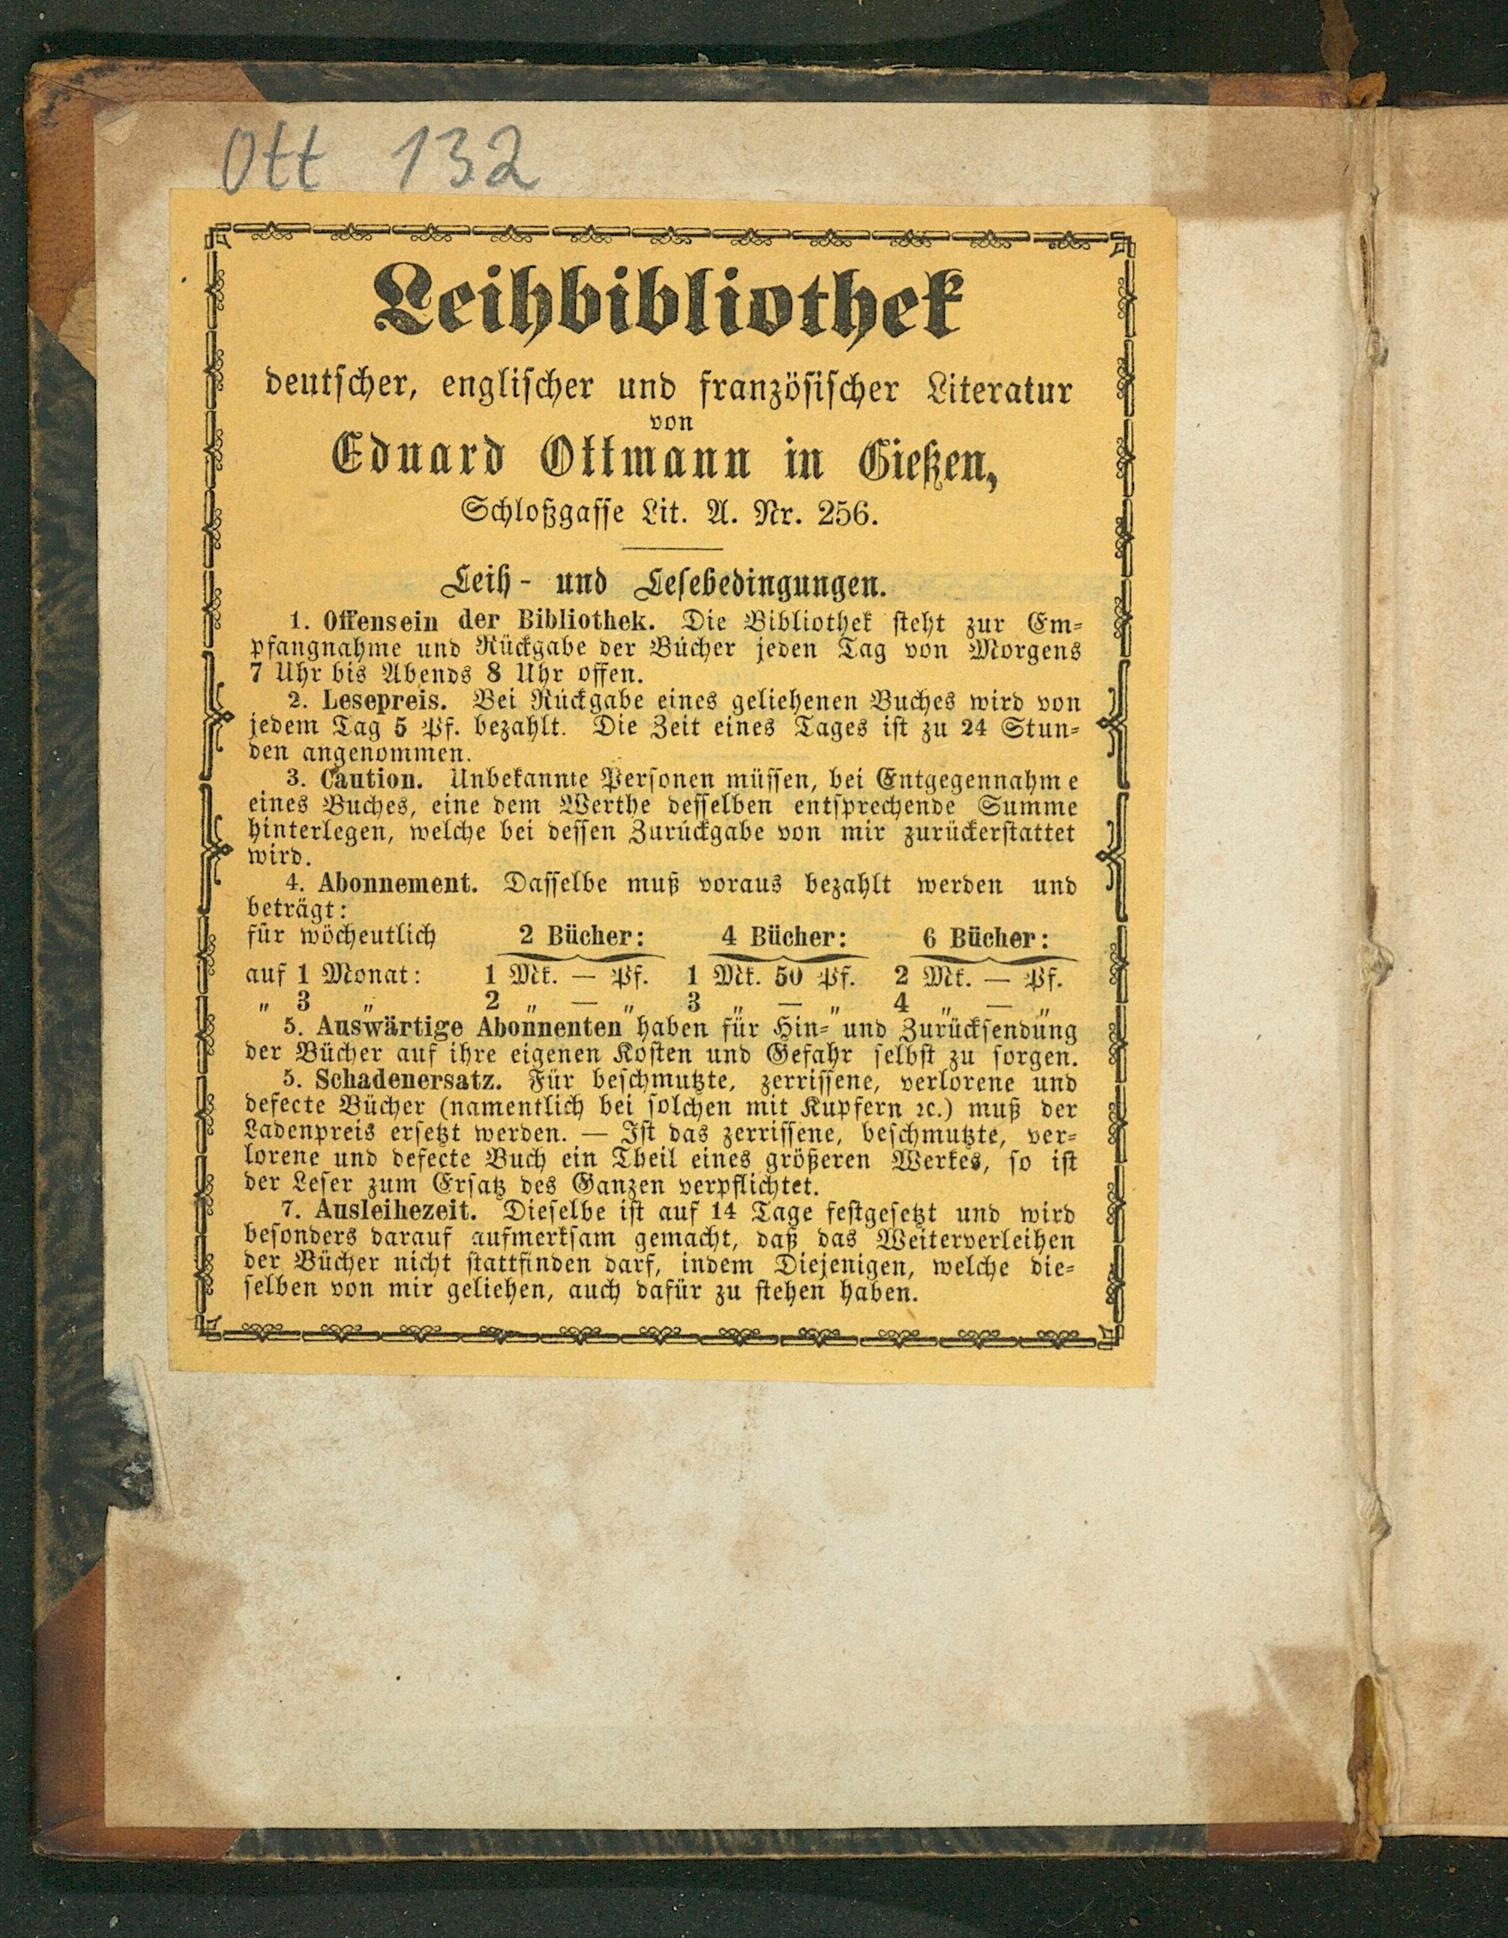 Ott 132
Leihbibliothek
deutscher, englischer und französischer Literatur
von
Eduard Ottmann in Gießen,
Schloßgasse Lit. A. Nr. 256.
Leih- und Lesebedingungen.
1. Offensein der Bibliothek. Die Bibliothek steht zur Em-
pfangnahme und Rückgabe der Bücher jeden Tag von Morgens
7 Uhr bis Abends 8 Uhr offen.
2. Lesepreis. Bei Rückgabe eines geliehenen Buches wird von
jedem Tag 5 Pf. bezahlt. Die Zeit eines Tages ist zu 24 Stun-
den angenommen.
3. Caution. Unbekannte Personen müssen, bei Entgegennahme
eines Buches, eine dem Werthe desselben entsprechende Summe
hinterlegen, welche bei dessen Zurückgabe von mir zurückerstattet
wird.
4. Abonnement. Dasselbe muß voraus bezahlt werden und
beträgt:
für wöcheutlich 2 Bücher: 4 Bücher: 6 Bücher:
auf 1 Monat: 1 Mk. — Pf. 1 Mk. 50 Pf. 2 Mk. — Pf.
„ 3 „ 2 „ — „ 3 „ — „ 4 „ — „
5. Auswärtige Abonnenten haben für Hin- und Zurücksendung
der Bücher auf ihre eigenen Kosten und Gefahr selbst zu sorgen.
5. Schadenersatz. Für beschmutzte, zerrissene, verlorene und
defecte Bücher (namentlich bei solchen mit Kupfern ꝛc.) muß der
Ladenpreis ersetzt werden. — Ist das zerrissene, beschmutzte, ver-
lorene und defecte Buch ein Theil eines größeren Werkes, so ist
der Leser zum Ersatz des Ganzen verpflichtet.
7. Ausleihezeit. Dieselbe ist auf 14 Tage festgesetzt und wird
besonders darauf aufmerksam gemacht, daß das Weiterverleihen
der Bücher nicht stattfinden darf, indem Diejenigen, welche die-
selben von mir geliehen, auch dafür zu stehen haben.